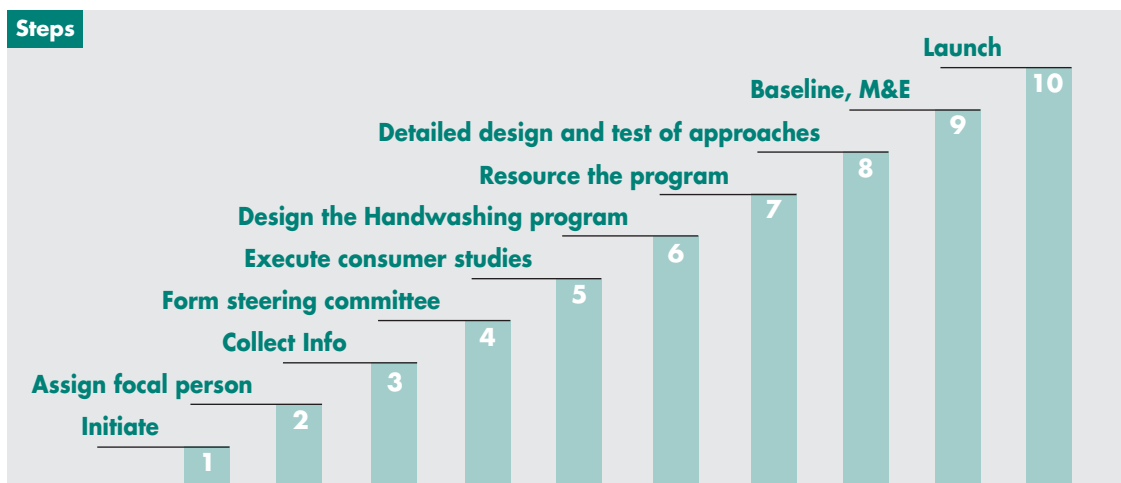 Steps
Launch
10
Baseline, M&E
9
Detailed design and test of approaches
8
Resource the program
7
Design the Handwashing program
6
Execute consumer studies
5
Form steering committee
4
Collect Info
3
Assign focal person
2
Initiate
1